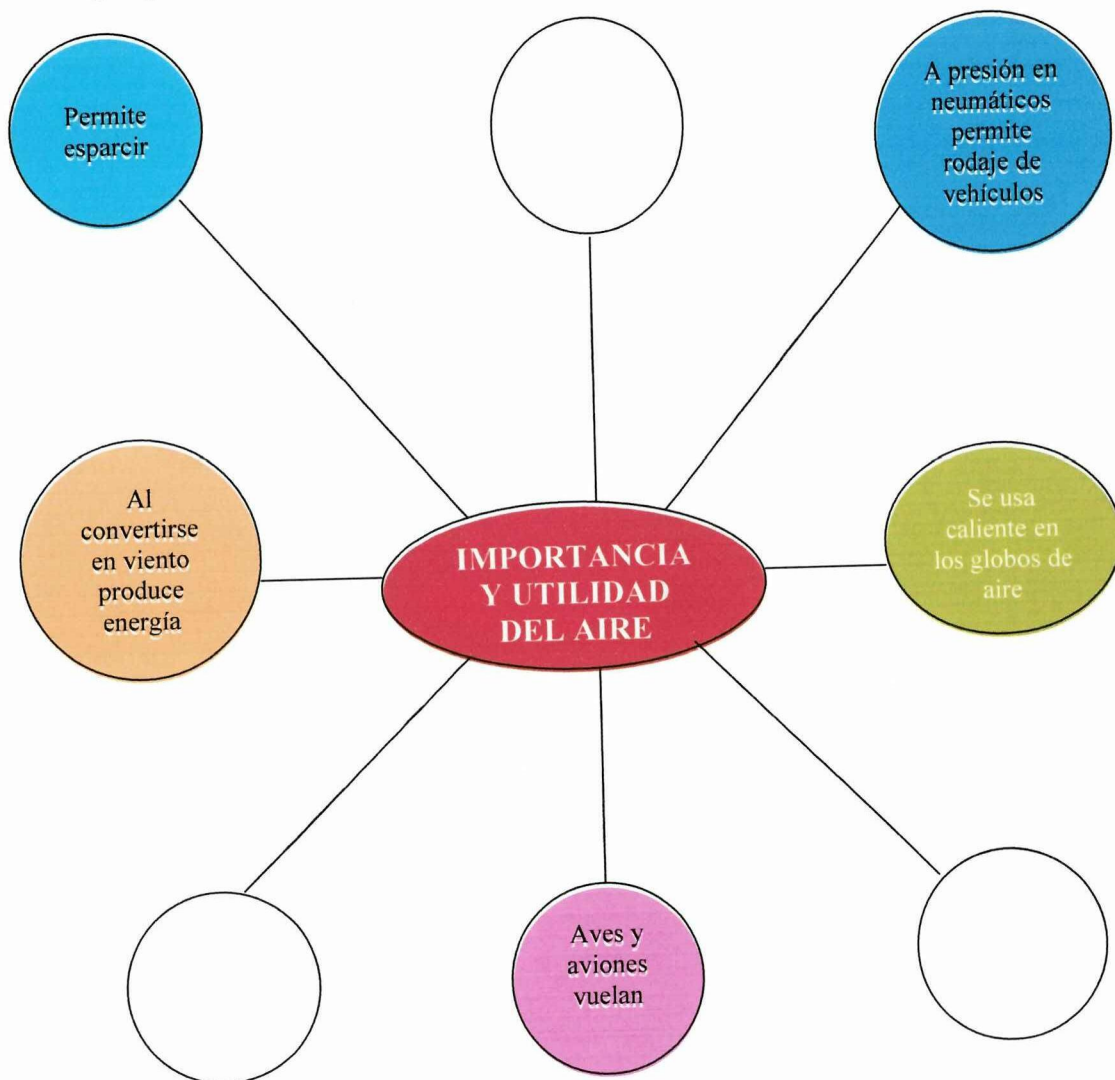 Permite
esparcir
A presión en
neumáticos
permite
rodaje de
vehículos
Al
convertirse
en viento
produce
energía
IMPORTANCIA
Y UTILIDAD
DEL AIRE
Se usa
caliente en
los globos de
aire
Aves y
aviones
vuelan